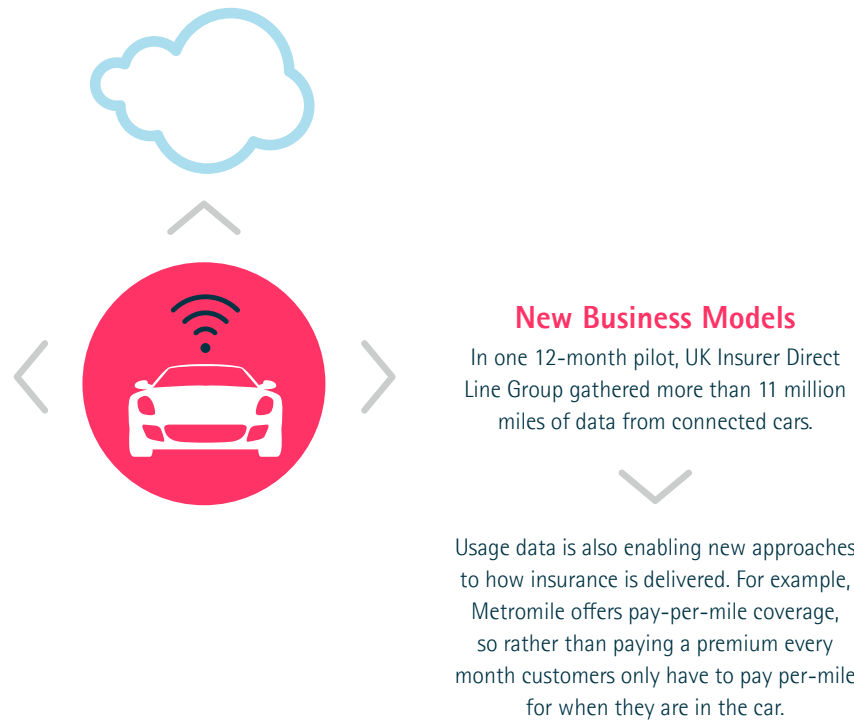 New Business Models
In one 12-month pilot, UK Insurer Direct
Line Group gathered more than 11 million
miles of data from connected cars.
Usage data is also enabling new approaches
to how insurance is delivered. For example,
Metromile offers pay-per-mile coverage,
so rather than paying a premium every
month customers only have to pay per-mile
for when they are in the car.